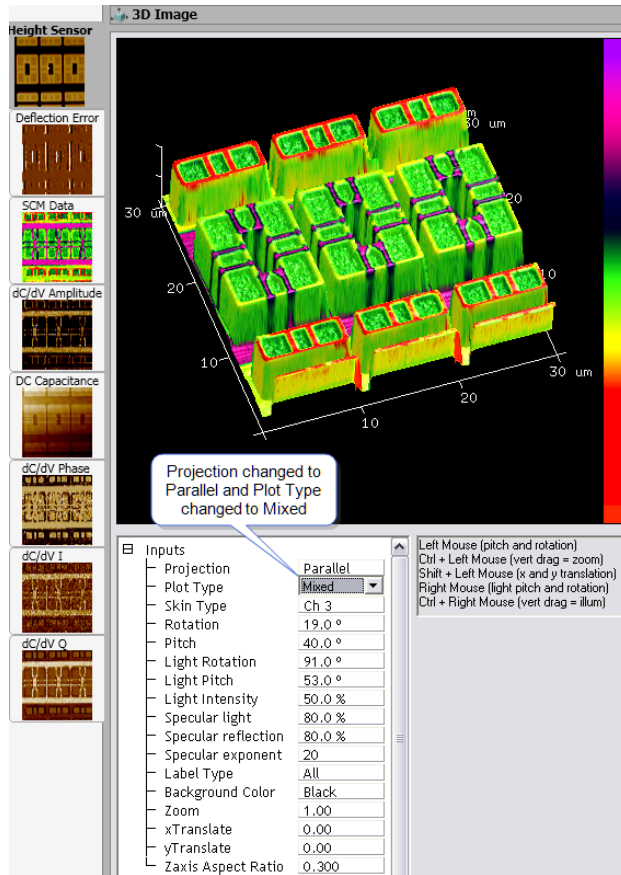 3D Image
Height Sensor
Deflection Error
SCM Data
dC/dV Amplitude
DC Capacitance
dC/dV Phase
dC/dV I
dC/dV Q
30 um
20
10
30 um
20
10
10
20
30 um
Projection changed to
Parallel and Plot Type
changed to Mixed
Inputs
Projection Parallel
Plot Type Mixed
Skin Type Ch 3
Rotation 19.0 º
Pitch 40.0 º
Light Rotation 91.0 º
Light Pitch 53.0 º
Light Intensity 50.0 %
Specular light 80.0 %
Specular reflection 80.0 %
Specular exponent 20
Label Type All
Background Color Black
Zoom 1.00
xTranslate 0.00
yTranslate 0.00
Zaxis Aspect Ratio 0.300
Left Mouse (pitch and rotation)
Ctrl + Left Mouse (vert drag = zoom)
Shift + Left Mouse (x and y translation)
Right Mouse (light pitch and rotation)
Ctrl + Right Mouse (vert drag = illum)